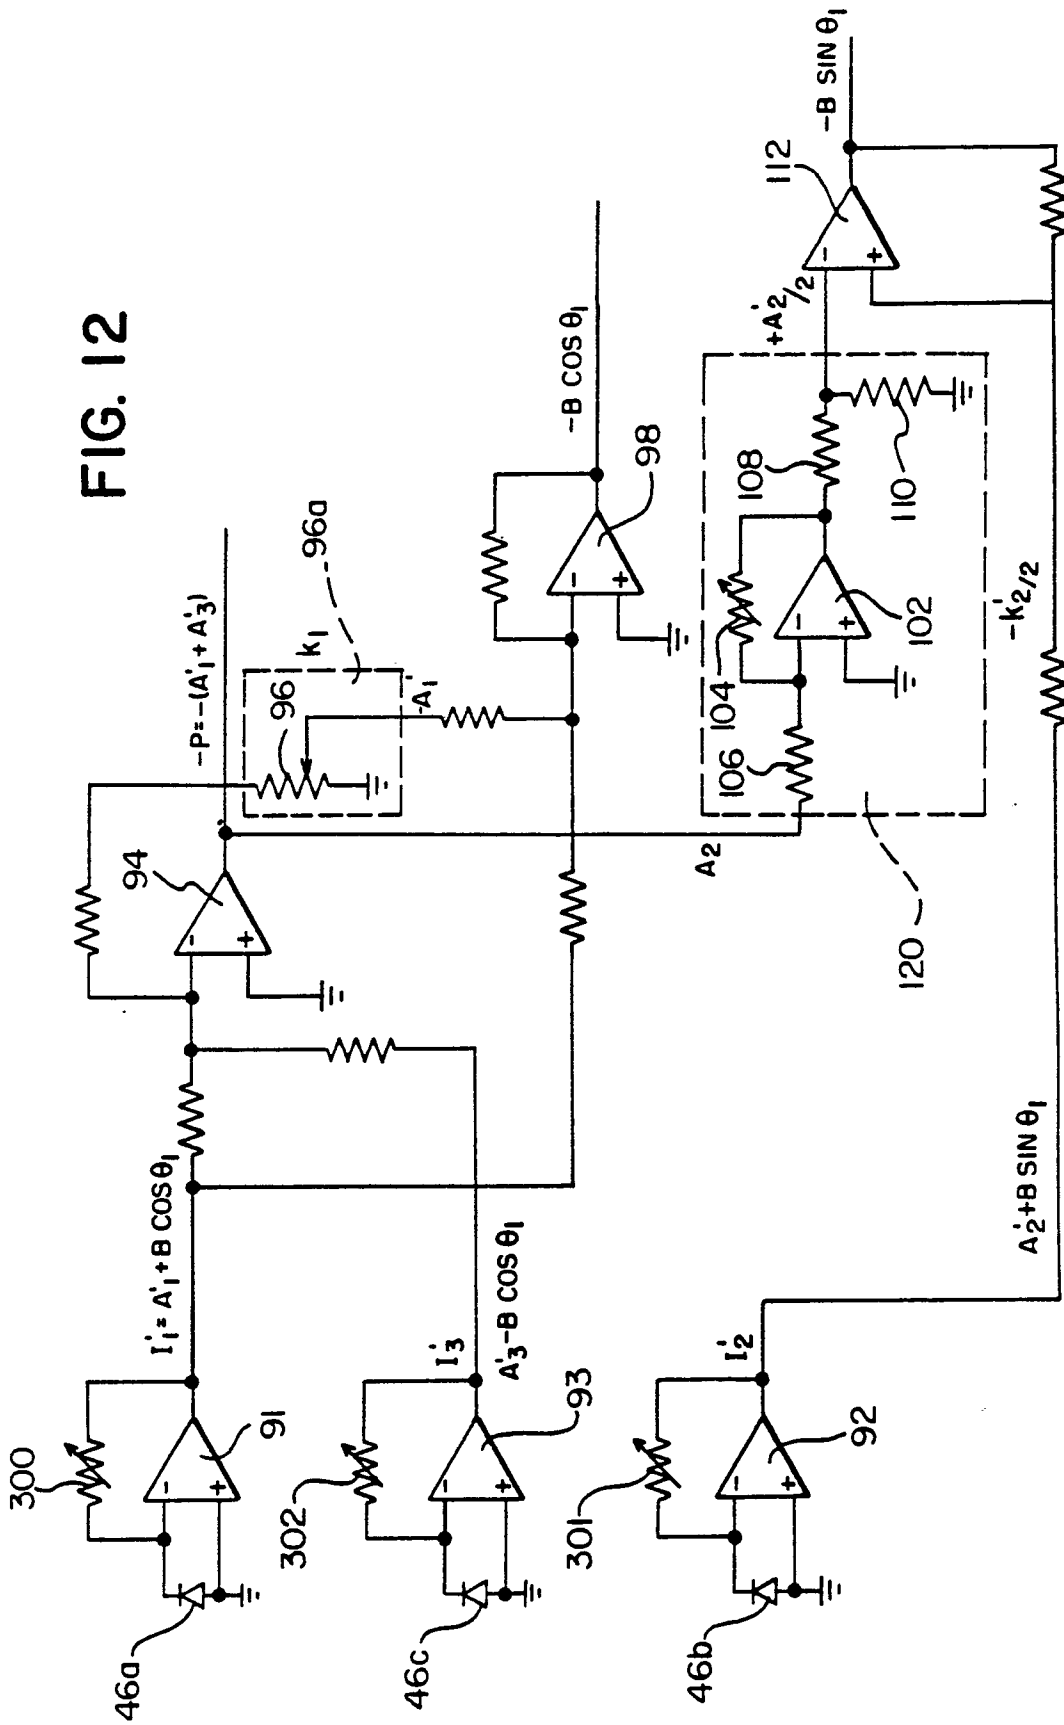 FIG. 12
300
I'₁ = A'₁ + B COS θ₁
91
46a
94
-P = -(A'₁ + A'₃)
96
k₁
96a
-A'₁
302
I'₃
A'₃ - B COS θ₁
93
46c
-B COS θ₁
98
301
I'₂
92
46b
A₂
106
104
102
108
110
120
+A'₂/2
112
-B SIN θ₁
-k'₂/2
A'₂ + B SIN θ₁
- + - + - + - + - + - + - +